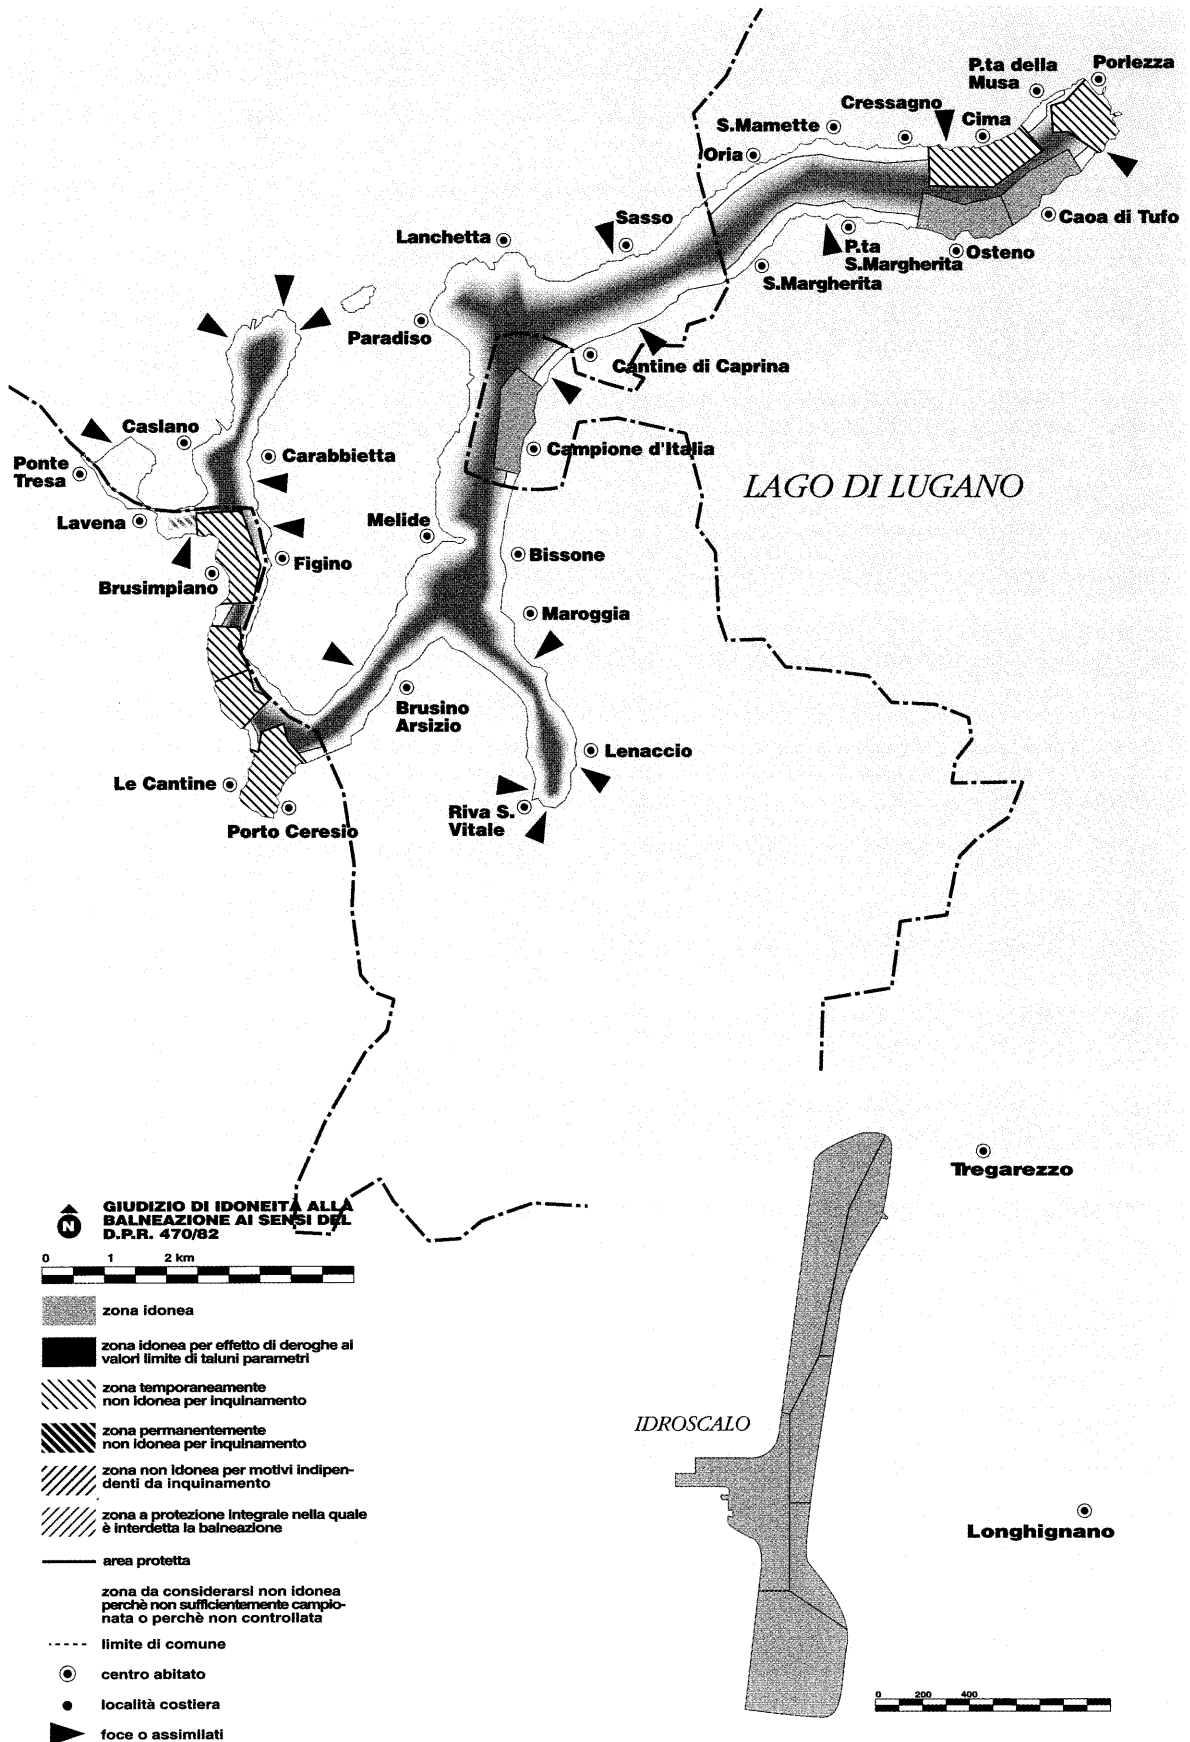 P.ta della
Musa
Porlezza
Cressagno
Cima
S.Mamette
Oria
Caoa di Tufo
Sasso
Lanchetta
P.ta
S.Margherita
Osteno
S.Margherita
Paradiso
Cantine di Caprina
Caslano
Carabbietta
Campione d'Italia
Ponte
Tresa
LAGO DI LUGANO
Lavena
Melide
Bissone
Figino
Brusimpiano
Maroggia
Brusino
Arsizio
Lenaccio
Le Cantine
Riva S.
Vitale
Porto Ceresio
Tregarezzo
N
GIUDIZIO DI IDONEITÀ ALLA
BALNEAZIONE AI SENSI DEL
D.P.R. 470/82
0 1 2 km
zona idonea
zona idonea per effetto di deroghe ai
valori limite di taluni parametri
zona temporaneamente
non idonea per inquinamento
IDROSCALO
zona permanentemente
non idonea per inquinamento
zona non idonea per motivi indipen-
denti da inquinamento
zona a protezione integrale nella quale
è interdetta la balneazione
Longhignano
area protetta
zona da considerarsi non idonea
perchè non sufficientemente campio-
nata o perchè non controllata
limite di comune
centro abitato
località costiera
foce o assimilati
0 200 400